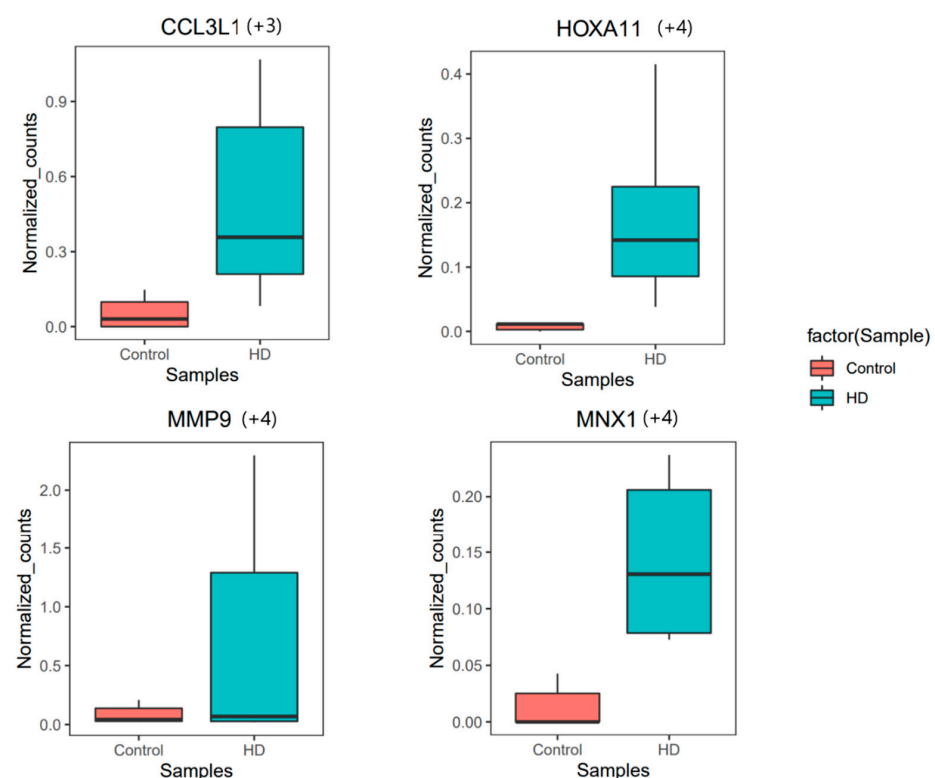 CCL3L1 (+3)
Normalized_counts
0.9
0.6
0.3
0.0
Control HD
Samples
HOXA11 (+4)
Normalized_counts
0.4
0.3
0.2
0.1
0.0
Control HD
Samples
factor(Sample)
Control
HD
MMP9 (+4)
Normalized_counts
2.0
1.5
1.0
0.5
0.0
Control HD
Samples
MNX1 (+4)
Normalized_counts
0.20
0.15
0.10
0.05
0.00
Control HD
Samples